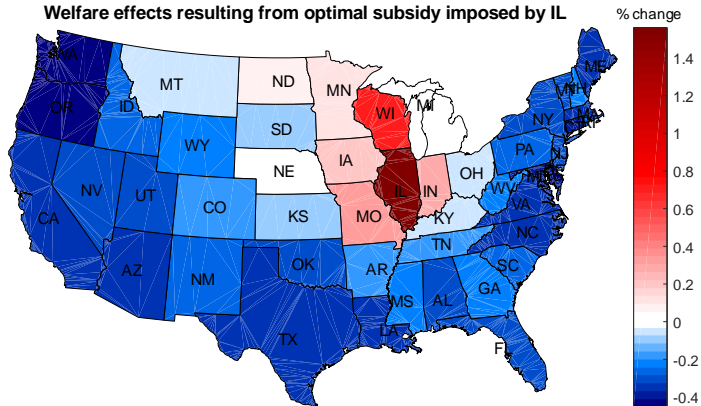 Welfare effects resulting from optimal subsidy imposed by IL
% change
WA
OR
ID
MT
ND
MN
WI
MI
ME
NH
NY
MA
SD
WY
IA
PA
NJ
NE
IL
IN
OH
WV
VA
NV
UT
CO
KS
MO
KY
CA
NC
TN
AZ
NM
OK
AR
SC
MS
AL
GA
TX
LA
F
1.4
1.2
1
0.8
0.6
0.4
0.2
0
-0.2
-0.4